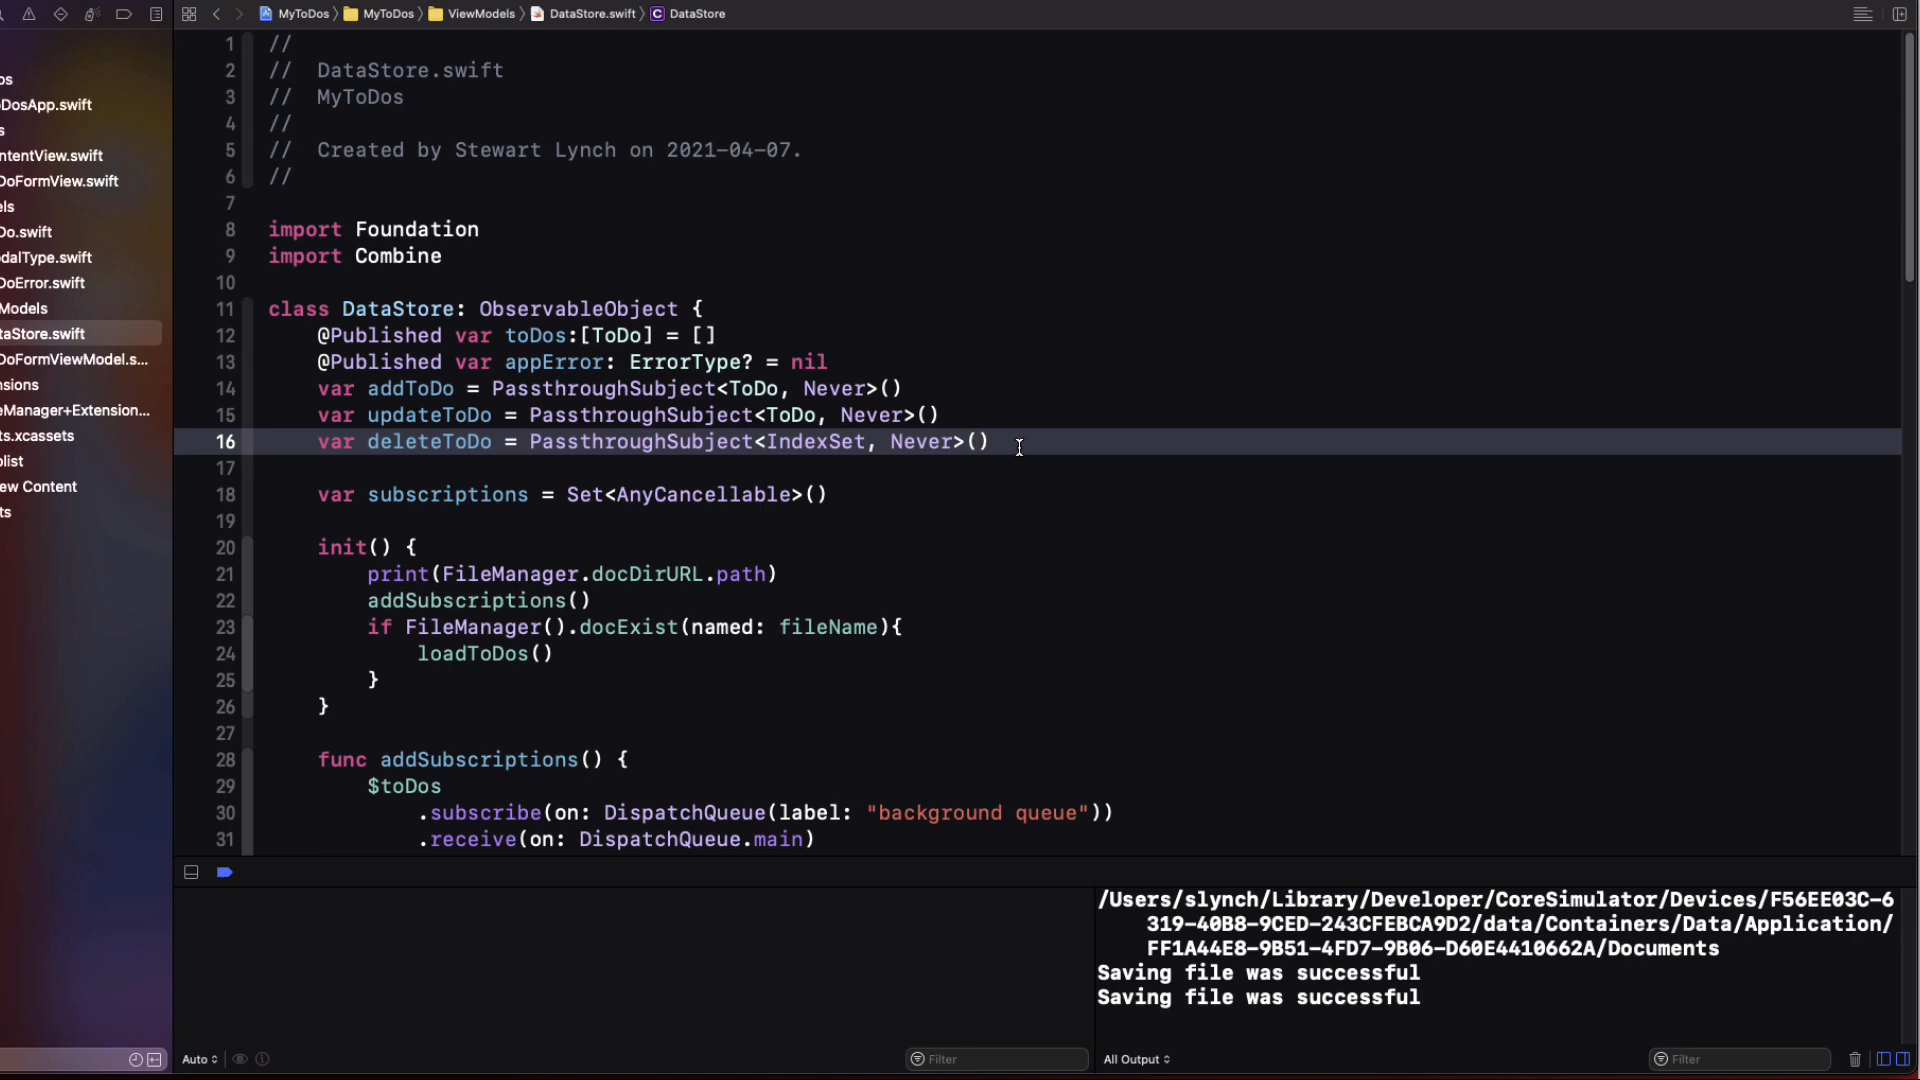 MyToDos > MyToDos > ViewModels > DataStore.swift > C DataStore
os
oDosApp.swift
s
ntentView.swift
DoFormView.swift
els
Do.swift
dalType.swift
DoError.swift
Models
taStore.swift
DoFormViewModel.s...
nsions
eManager+Extension...
ts.xcassets
plist
ew Content
ts
1 //
2 //  DataStore.swift
3 //  MyToDos
4 //
5 //  Created by Stewart Lynch on 2021-04-07.
6 //
7
8 import Foundation
9 import Combine
10
11 class DataStore: ObservableObject {
12     @Published var toDos:[ToDo] = []
13     @Published var appError: ErrorType? = nil
14     var addToDo = PassthroughSubject<ToDo, Never>()
15     var updateToDo = PassthroughSubject<ToDo, Never>()
16     var deleteToDo = PassthroughSubject<IndexSet, Never>()
17
18     var subscriptions = Set<AnyCancellable>()
19
20     init() {
21         print(FileManager.docDirURL.path)
22         addSubscriptions()
23         if FileManager().docExist(named: fileName){
24             loadToDos()
25         }
26     }
27
28     func addSubscriptions() {
29         $toDos
30             .subscribe(on: DispatchQueue(label: "background queue"))
31             .receive(on: DispatchQueue.main)
/Users/slynch/Library/Developer/CoreSimulator/Devices/F56EE03C-6
319-40B8-9CED-243CFEBCA9D2/data/Containers/Data/Application/
FF1A44E8-9B51-4FD7-9B06-D60E4410662A/Documents
Saving file was successful
Saving file was successful
Auto
Filter
All Output
Filter